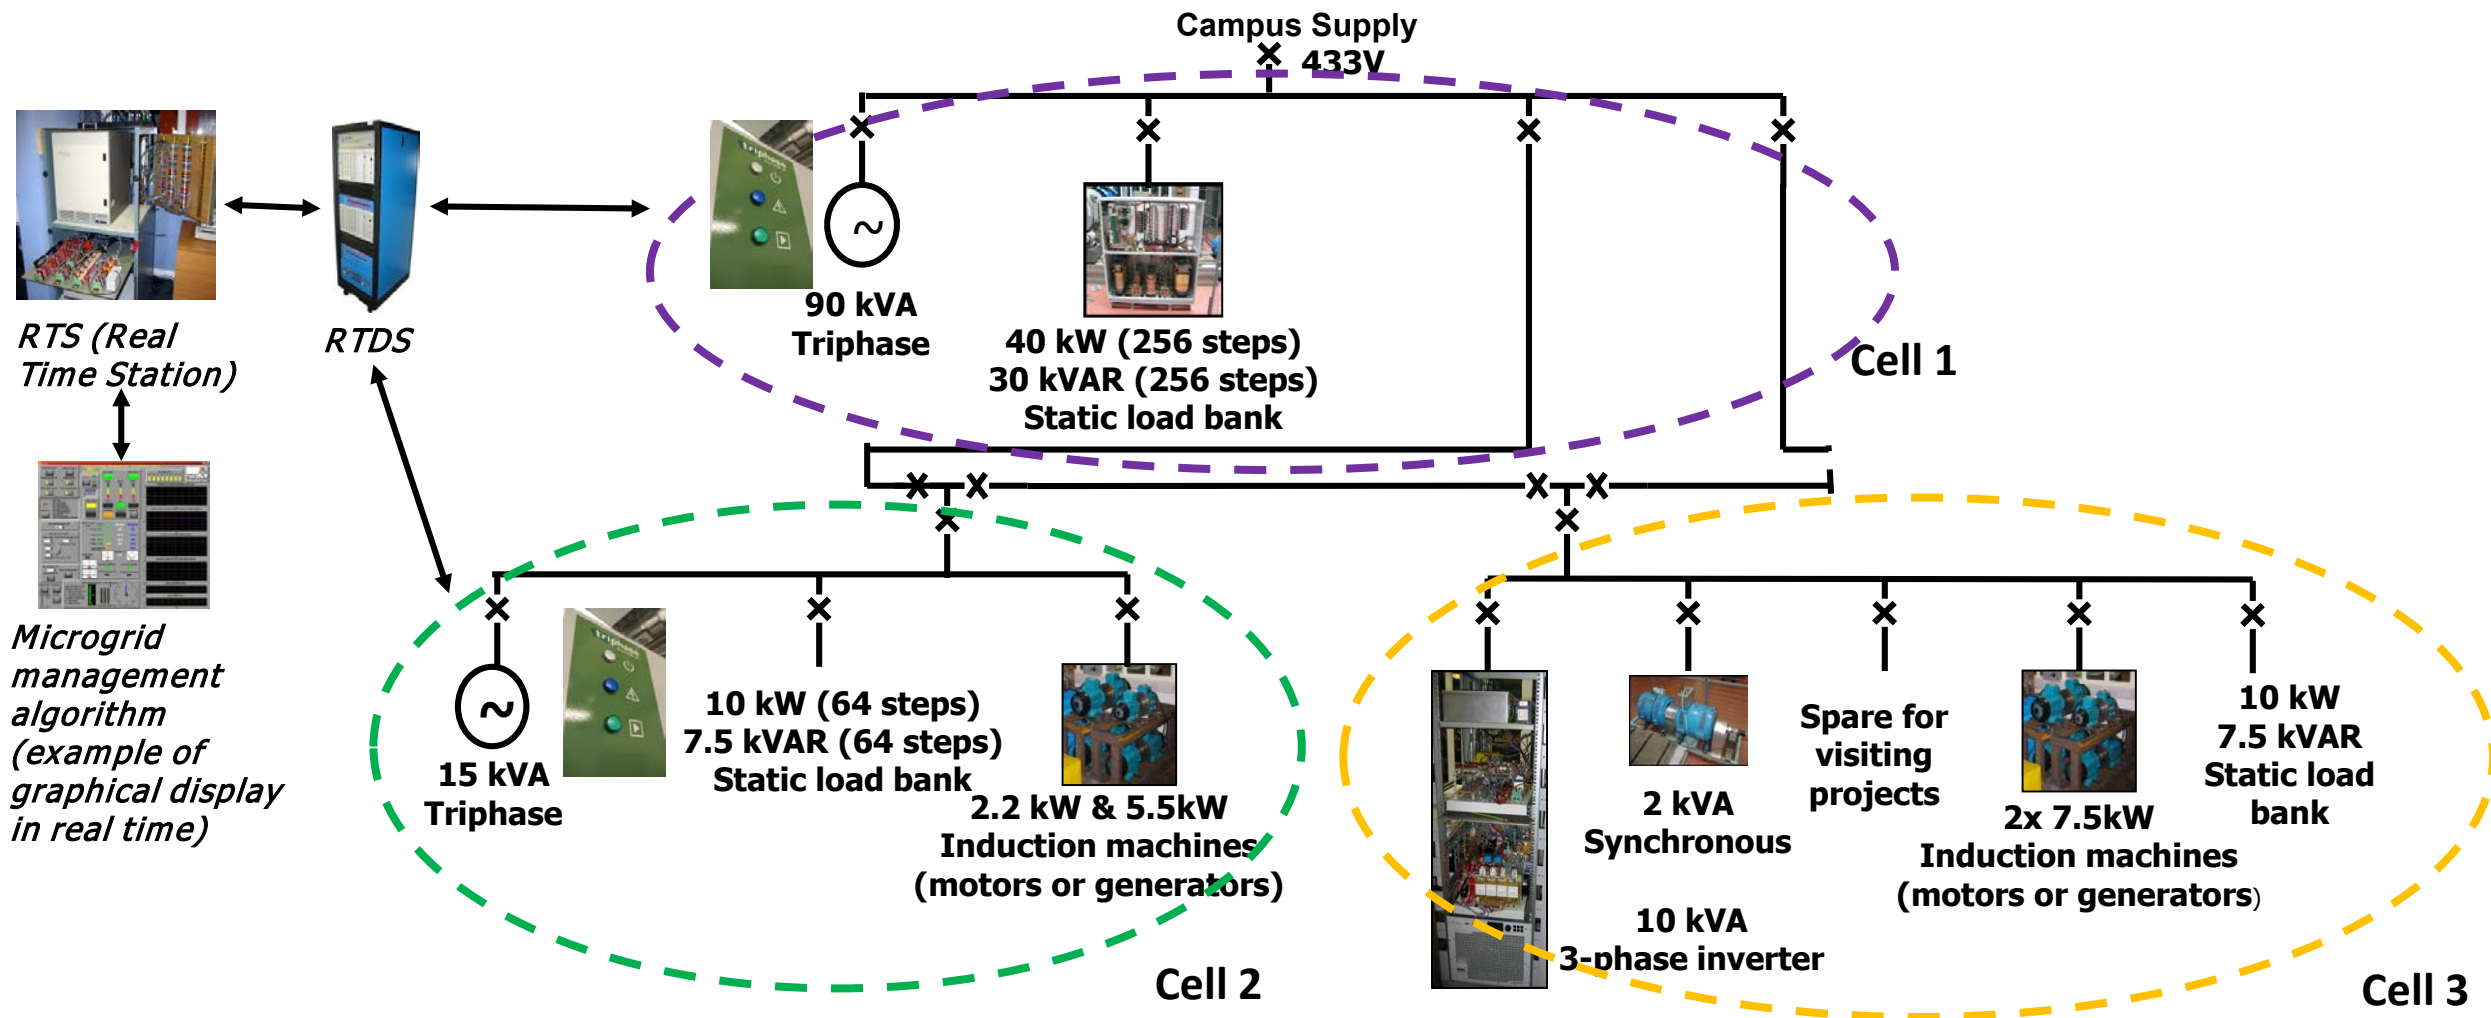 Campus Supply
433V
triphase
RTS (Real
Time Station)
RTDS
90 kVA
Triphase
40 kW (256 steps)
30 kVAR (256 steps)
Static load bank
Cell 1
Microgrid
management
algorithm
(example of
graphical display
in real time)
triphase
15 kVA
Triphase
10 kW (64 steps)
7.5 kVAR (64 steps)
Static load bank
2.2 kW & 5.5kW
Induction machines
(motors or generators)
Cell 2
10 kVA
3-phase inverter
2 kVA
Synchronous
Spare for
visiting
projects
2x 7.5kW
Induction machines
(motors or generators)
10 kW
7.5 kVAR
Static load
bank
Cell 3